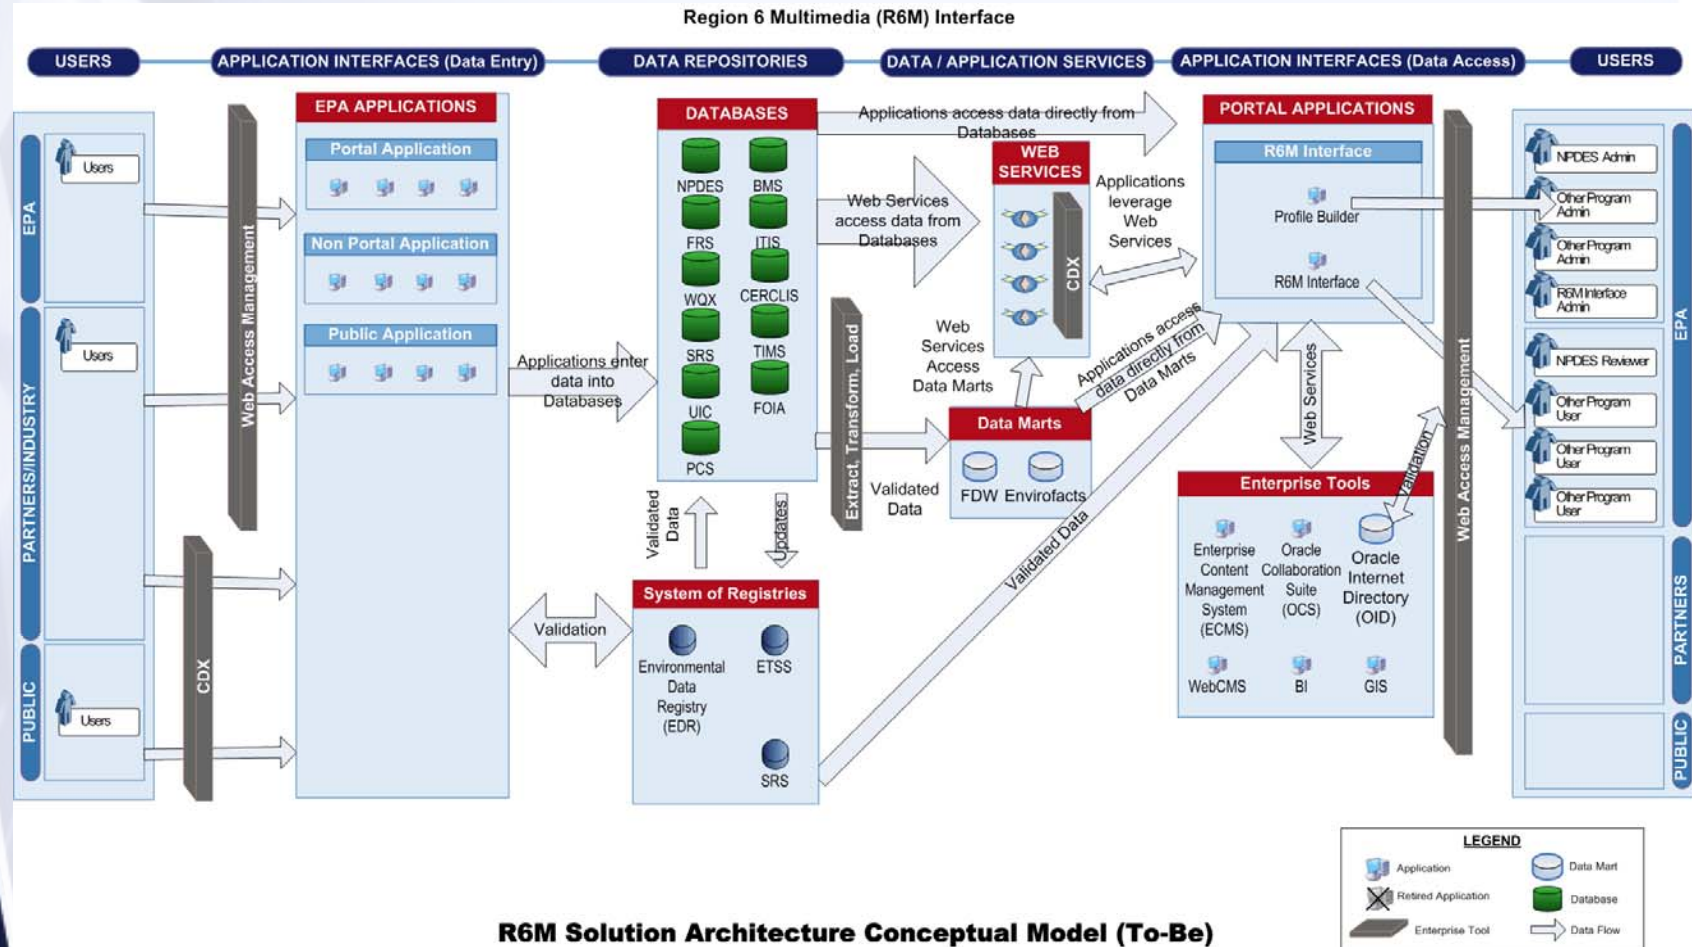 Region 6 Multimedia (R6M) Interface
USERS
APPLICATION INTERFACES (Data Entry)
DATA REPOSITORIES
DATA / APPLICATION SERVICES
APPLICATION INTERFACES (Data Access)
USERS
EPA
Users
PARTNERS/INDUSTRY
Users
PUBLIC
Users
Web Access Management
CDX
EPA APPLICATIONS
Portal Application
Non Portal Application
Public Application
Applications enter
data into
Databases
Validation
DATABASES
NPDES
BMS
FRS
ITIS
WQX
CERCLIS
SRS
TIMS
UIC
FOIA
PCS
Validated
Data
Updates
System of Registries
Environmental
Data
Registry
(EDR)
ETSS
SRS
Applications access data directly from
Databases
Web Services
access data from
Databases
Extract, Transform, Load
Validated
Data
WEB
SERVICES
CDX
Applications
leverage
Web
Services
Web
Services
Access
Data Marts
Applications access
data directly from
Data Marts
Data Marts
FDW
Envirofacts
Validated Data
PORTAL APPLICATIONS
R6M Interface
Profile Builder
R6M Interface
Web Services
Validation
Enterprise Tools
Enterprise
Content
Management
System
(ECMS)
Oracle
Collaboration
Suite
(OCS)
Oracle
Internet
Directory
(OID)
WebCMS
BI
GIS
Web Access Management
NPDES Admin
Other Program
Admin
Other Program
Admin
R6M Interface
Admin
NPDES Reviewer
Other Program
User
Other Program
User
Other Program
User
EPA
PARTNERS
PUBLIC
LEGEND
Application
Data Mart
Retired Application
Database
Enterprise Tool
Data Flow
R6M Solution Architecture Conceptual Model (To-Be)